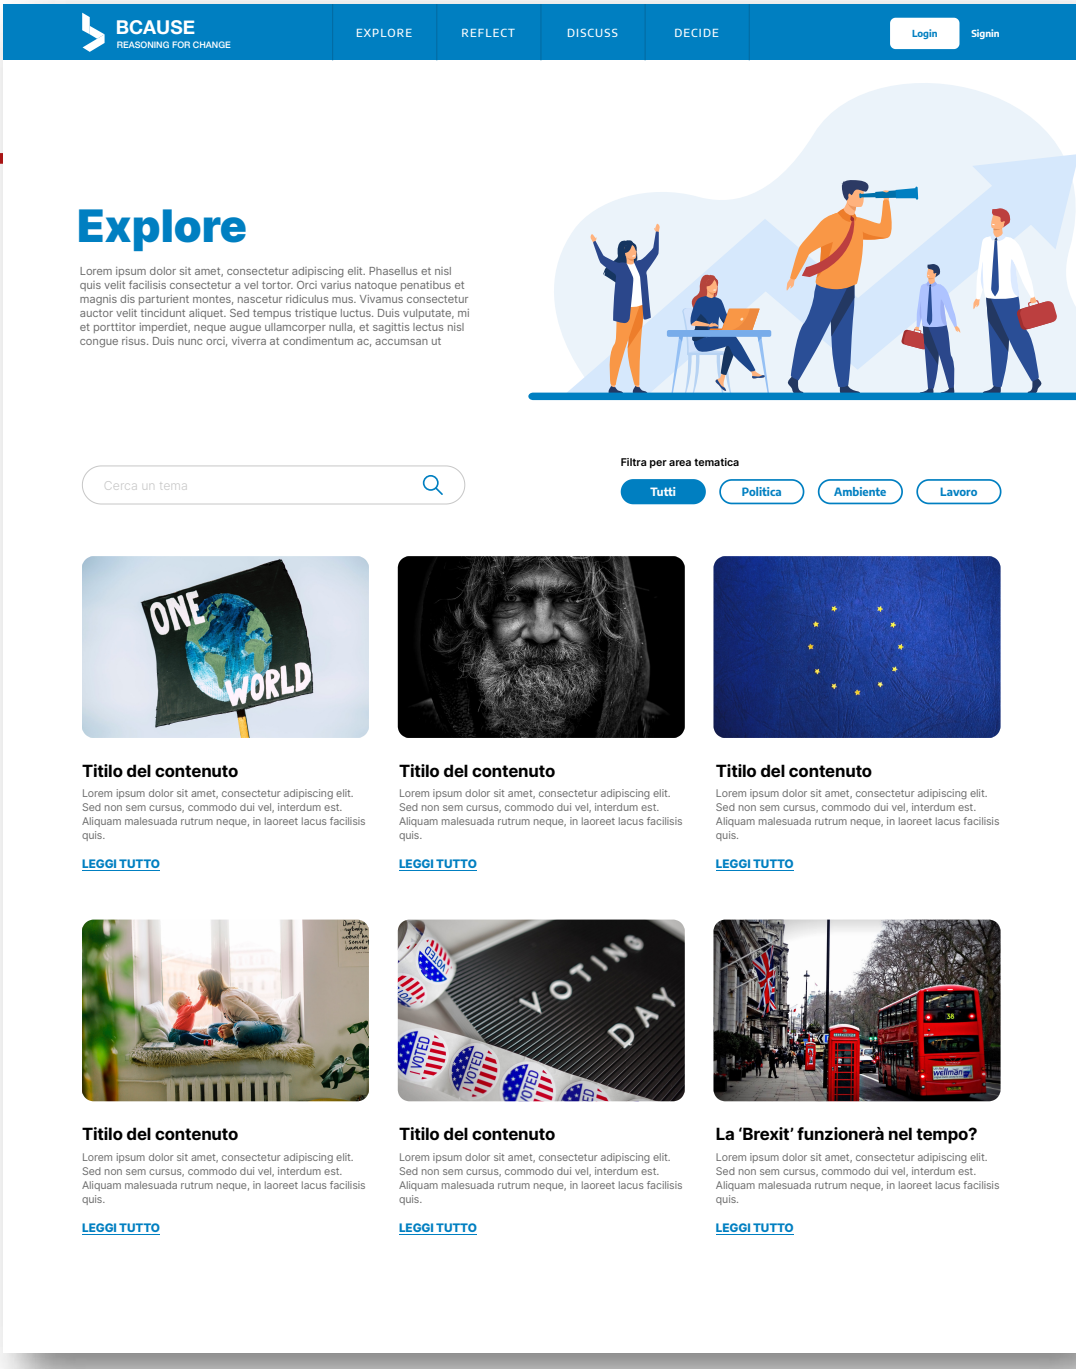 BCAUSE
REASONING FOR CHANGE
EXPLORE
REFLECT
DISCUSS
DECIDE
Login
Signin
Explore
Lorem ipsum dolor sit amet, consectetur adipiscing elit. Phasellus et nisl
quis velit facilisis consectetur a vel tortor. Orci varius natoque penatibus et
magnis dis parturient montes, nascetur ridiculus mus. Vivamus consectetur
auctor velit tincidunt aliquet. Sed tempus tristique luctus. Duis vulputate, mi
et porttitor imperdiet, neque augue ullamcorper nulla, et sagittis lectus nisl
congue risus. Duis nunc orci, viverra at condimentum ac, accumsan ut
Cerca un tema
Filtra per area tematica
Tutti
Politica
Ambiente
Lavoro
ONE
WORLD
Titilo del contenuto
Lorem ipsum dolor sit amet, consectetur adipiscing elit.
Sed non sem cursus, commodo dui vel, interdum est.
Aliquam malesuada rutrum neque, in laoreet lacus facilisis
quis.
LEGGI TUTTO
Titilo del contenuto
Lorem ipsum dolor sit amet, consectetur adipiscing elit.
Sed non sem cursus, commodo dui vel, interdum est.
Aliquam malesuada rutrum neque, in laoreet lacus facilisis
quis.
LEGGI TUTTO
Titilo del contenuto
Lorem ipsum dolor sit amet, consectetur adipiscing elit.
Sed non sem cursus, commodo dui vel, interdum est.
Aliquam malesuada rutrum neque, in laoreet lacus facilisis
quis.
LEGGI TUTTO
Titilo del contenuto
Lorem ipsum dolor sit amet, consectetur adipiscing elit.
Sed non sem cursus, commodo dui vel, interdum est.
Aliquam malesuada rutrum neque, in laoreet lacus facilisis
quis.
LEGGI TUTTO
VOTING
DAY
I VOTED
I VOTED
I VOTED
VOTED
Titilo del contenuto
Lorem ipsum dolor sit amet, consectetur adipiscing elit.
Sed non sem cursus, commodo dui vel, interdum est.
Aliquam malesuada rutrum neque, in laoreet lacus facilisis
quis.
LEGGI TUTTO
38
wellman
La ‘Brexit’ funzionerà nel tempo?
Lorem ipsum dolor sit amet, consectetur adipiscing elit.
Sed non sem cursus, commodo dui vel, interdum est.
Aliquam malesuada rutrum neque, in laoreet lacus facilisis
quis.
LEGGI TUTTO